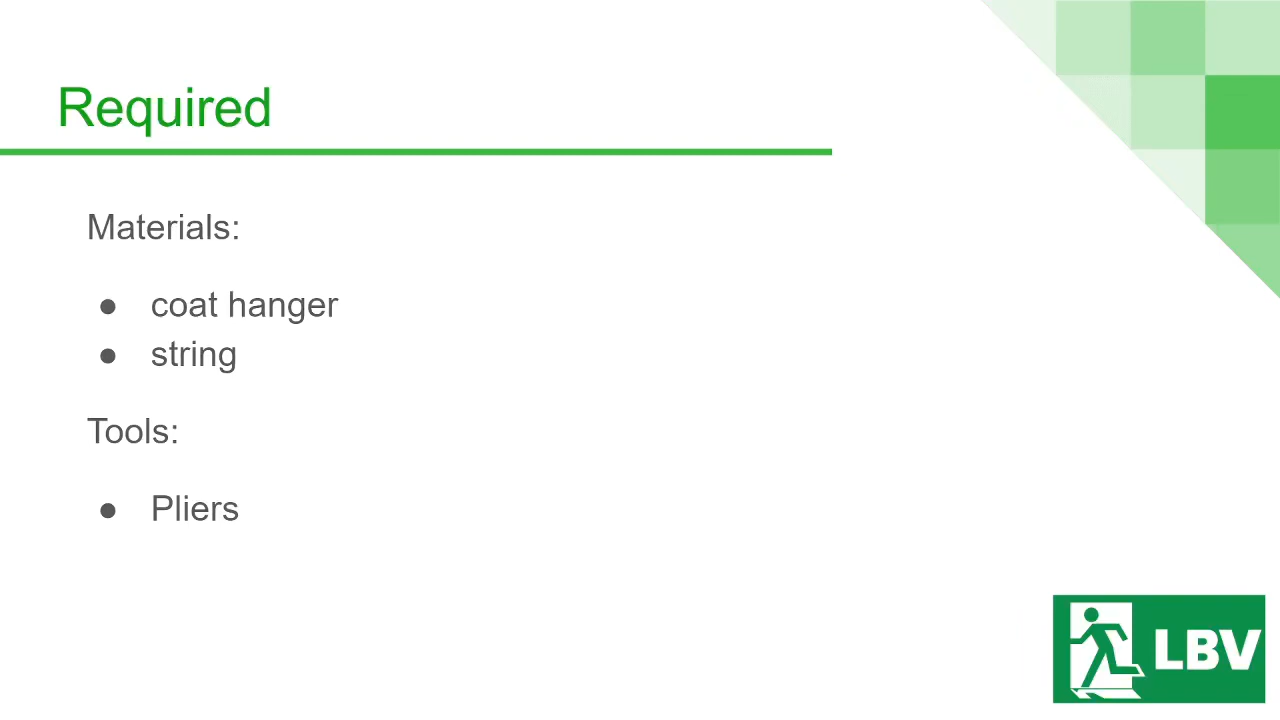 Required
Materials:
● coat hanger
● string
Tools:
● Pliers
LBV